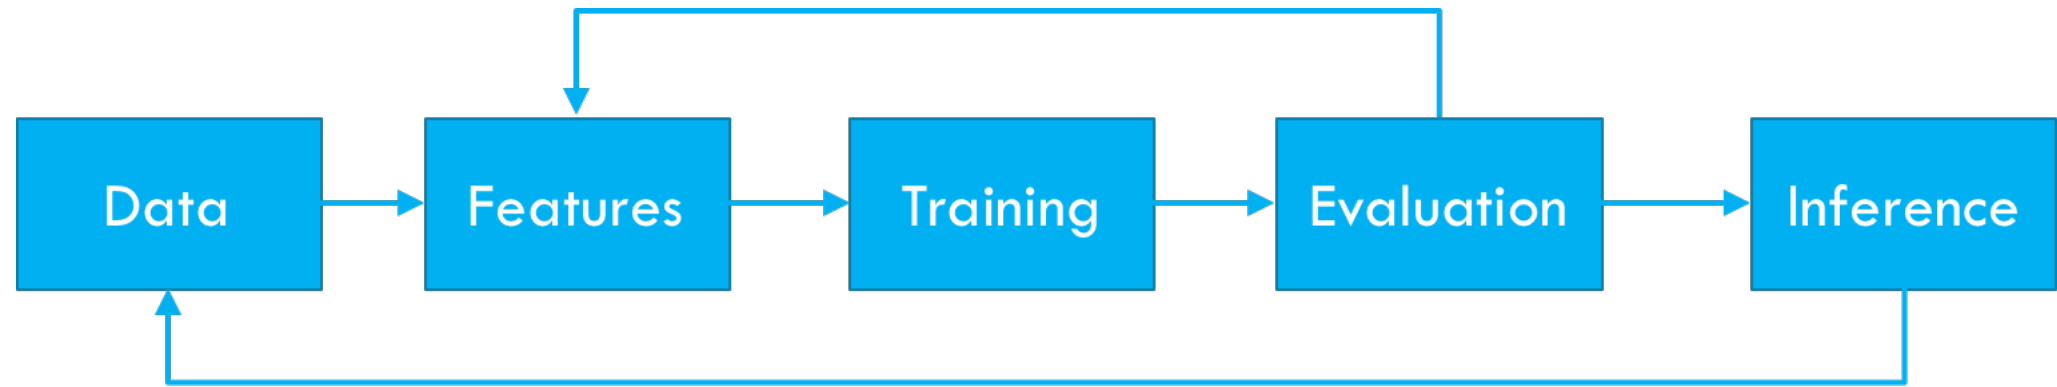 Data
Features
Training
Evaluation
Inference